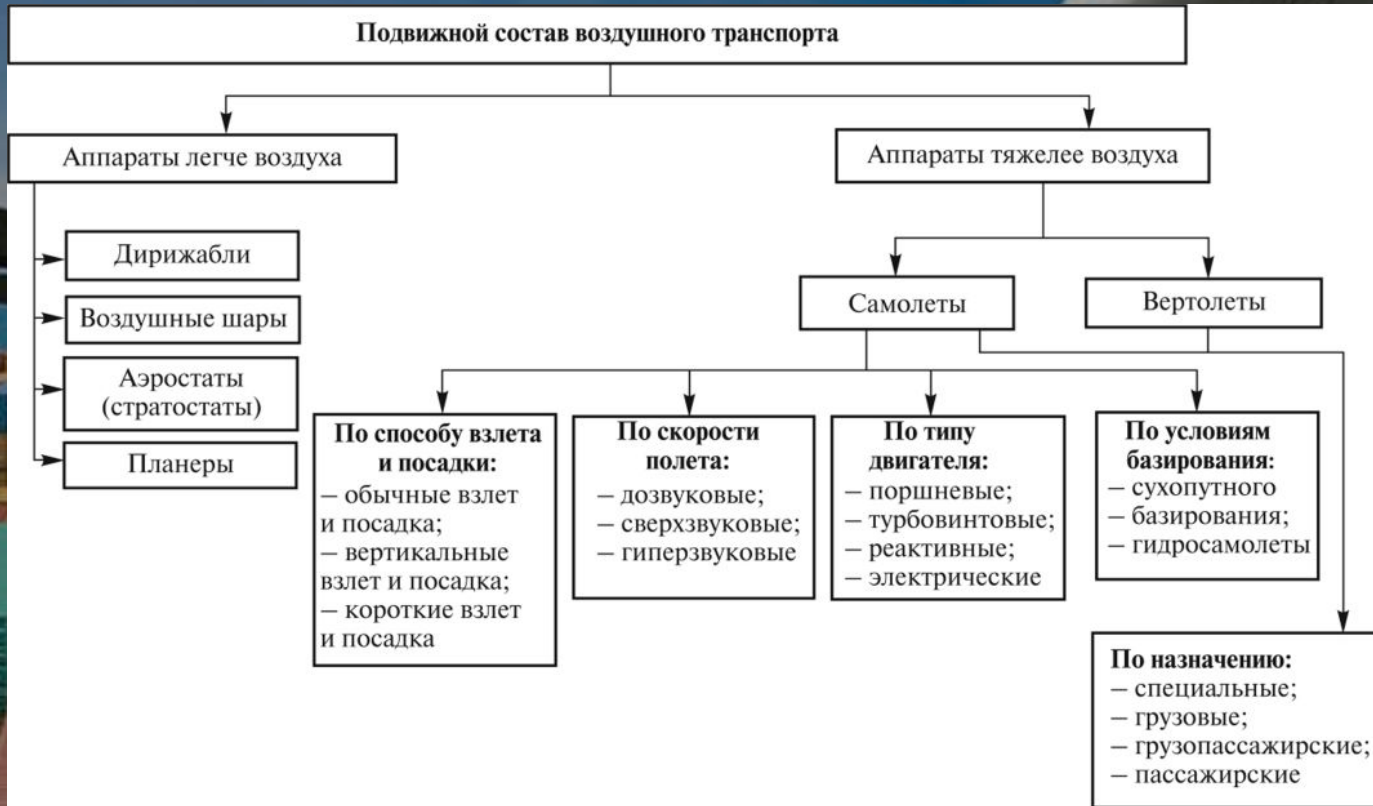 Подвижной состав воздушного транспорта
Аппараты легче воздуха
Аппараты тяжелее воздуха
Дирижабли
Воздушные шары
Аэростаты
(стратостаты)
Планеры
Самолеты
Вертолеты
По способу взлета
и посадки:
– обычные взлет
и посадка;
– вертикальные
взлет и посадка;
– короткие взлет
и посадка
По скорости
полета:
– дозвуковые;
– сверхзвуковые;
– гиперзвуковые
По типу
двигателя:
– поршневые;
– турбовинтовые;
– реактивные;
– электрические
По условиям
базирования:
– сухопутного
– базирования;
– гидросамолеты
По назначению:
– специальные;
– грузовые;
– грузопассажирские;
– пассажирские